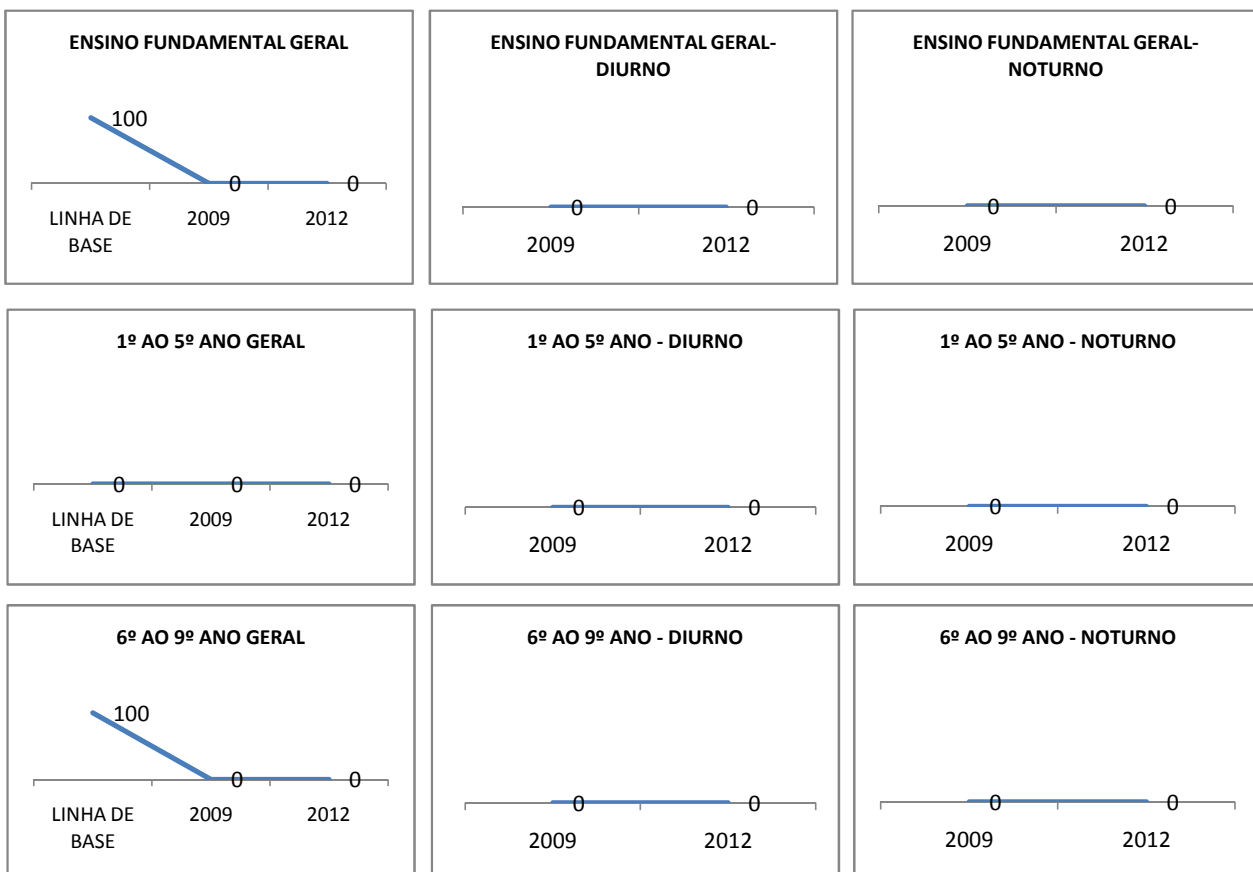 ENSINO FUNDAMENTAL GERAL
100
0
0
LINHA DE
BASE
2009
2012
ENSINO FUNDAMENTAL GERAL-
DIURNO
0
0
2009
2012
ENSINO FUNDAMENTAL GERAL-
NOTURNO
0
0
2009
2012
1º AO 5º ANO GERAL
0
0
0
LINHA DE
BASE
2009
2012
1º AO 5º ANO - DIURNO
0
0
2009
2012
1º AO 5º ANO - NOTURNO
0
0
2009
2012
6º AO 9º ANO GERAL
100
0
0
LINHA DE
BASE
2009
2012
6º AO 9º ANO - DIURNO
0
0
2009
2012
6º AO 9º ANO - NOTURNO
0
0
2009
2012